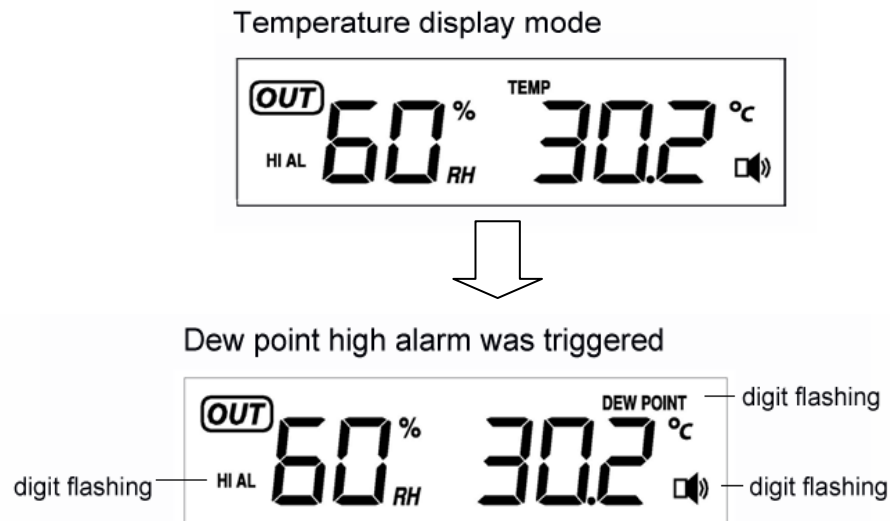 Temperature display mode
OUT 60 % RH TEMP 30.2 °C
HI AL
Dew point high alarm was triggered
OUT 60 % RH DEW POINT 30.2 °C
digit flashing
digit flashing HI AL
digit flashing